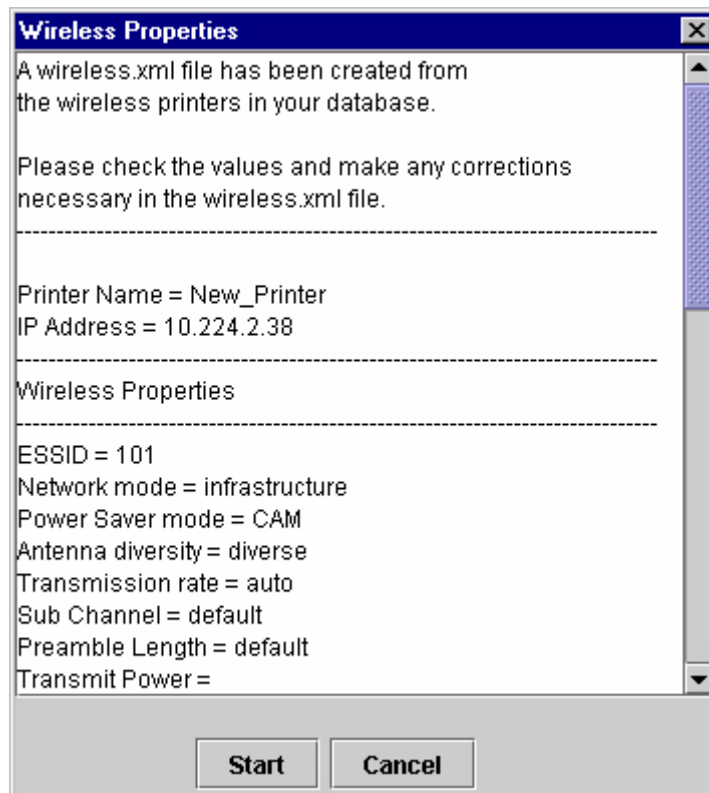 Wireless Properties
A wireless.xml file has been created from
the wireless printers in your database.
Please check the values and make any corrections
necessary in the wireless.xml file.
--------------------------------------------------------------------------------
Printer Name = New_Printer
IP Address = 10.224.2.38
--------------------------------------------------------------------------------
Wireless Properties
--------------------------------------------------------------------------------
ESSID = 101
Network mode = infrastructure
Power Saver mode = CAM
Antenna diversity = diverse
Transmission rate = auto
Sub Channel = default
Preamble Length = default
Transmit Power =
Start Cancel